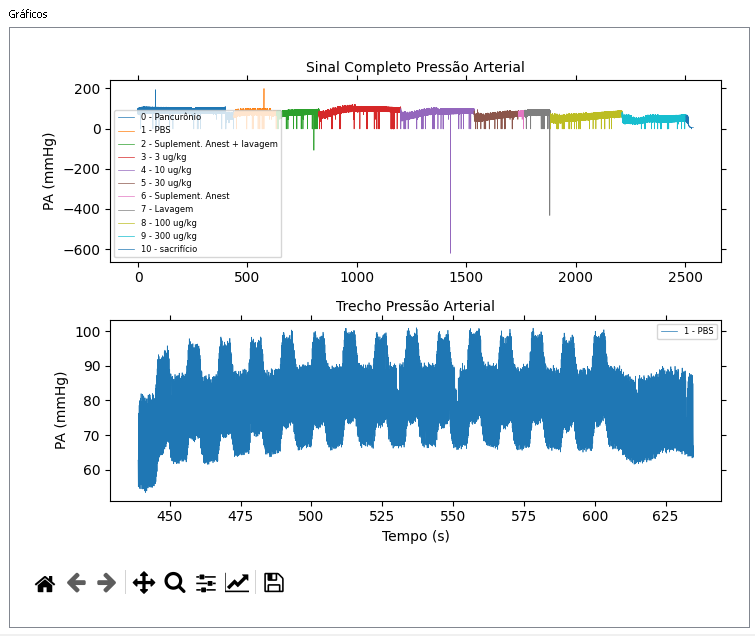 Gráficos
Sinal Completo Pressão Arterial
PA (mmHg)
200
0
−200
−400
−600
0 - Pancurônio
1 - PBS
2 - Suplement. Anest + lavagem
3 - 3 ug/kg
4 - 10 ug/kg
5 - 30 ug/kg
6 - Suplement. Anest
7 - Lavagem
8 - 100 ug/kg
9 - 300 ug/kg
10 - sacrifício
0 500 1000 1500 2000 2500
Trecho Pressão Arterial
PA (mmHg)
100
90
80
70
60
1 - PBS
450 475 500 525 550 575 600 625
Tempo (s)